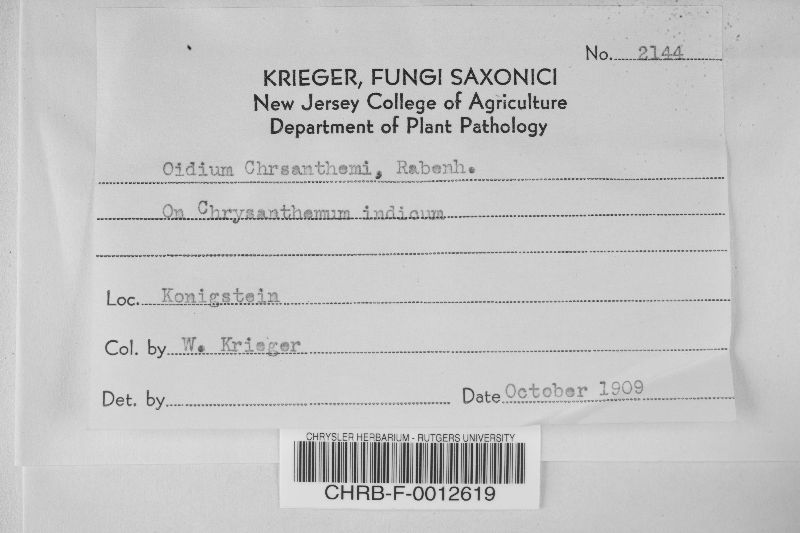 No. 2144
KRIEGER, FUNGI SAXONICI
New Jersey College of Agriculture
Department of Plant Pathology
Oidium Chrsanthemi, Rabenh.
On Chrysanthemum indicum
Loc. Konigstein
Col. by W. Krieger
Det. by
Date October 1909
CHRYSLER HERBARIUM - RUTGERS UNIVERSITY
CHRB-F-0012619